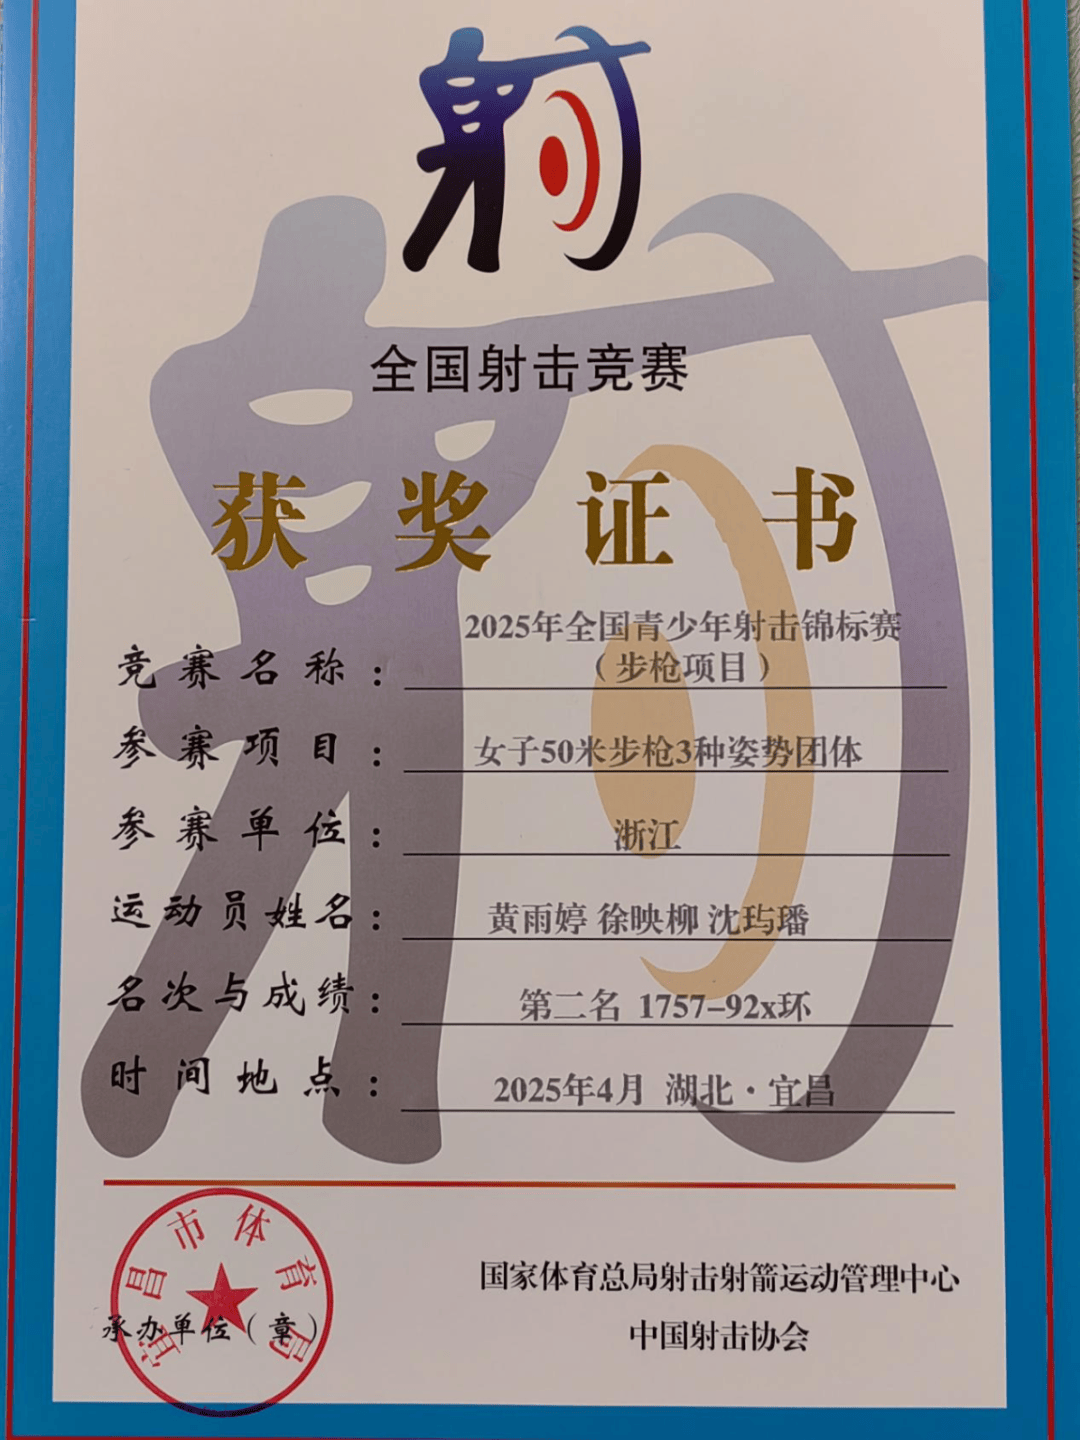 射
全国射击竞赛
获奖证书
竞赛名称：2025年全国青少年射击锦标赛
（步枪项目）
参赛项目：女子50米步枪3种姿势团体
参赛单位：浙江
运动员姓名：黄雨婷 徐映柳 沈玙璠
名次与成绩：第二名 1757-92x环
时间地点：2025年4月 湖北·宜昌
宜昌市体育局
承办单位（章）
国家体育总局射击射箭运动管理中心
中国射击协会